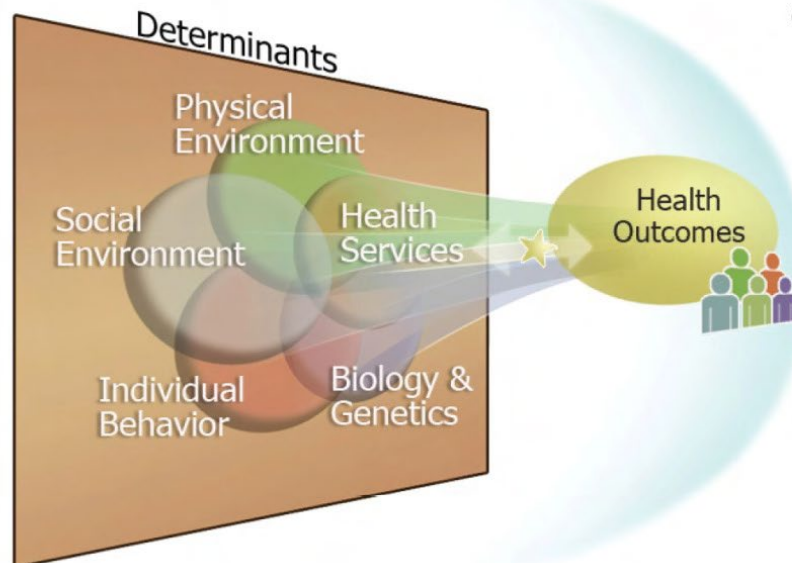 Determinants
Physical
Environment
Social
Environment
Health
Services
Individual
Behavior
Biology &
Genetics
Health
Outcomes